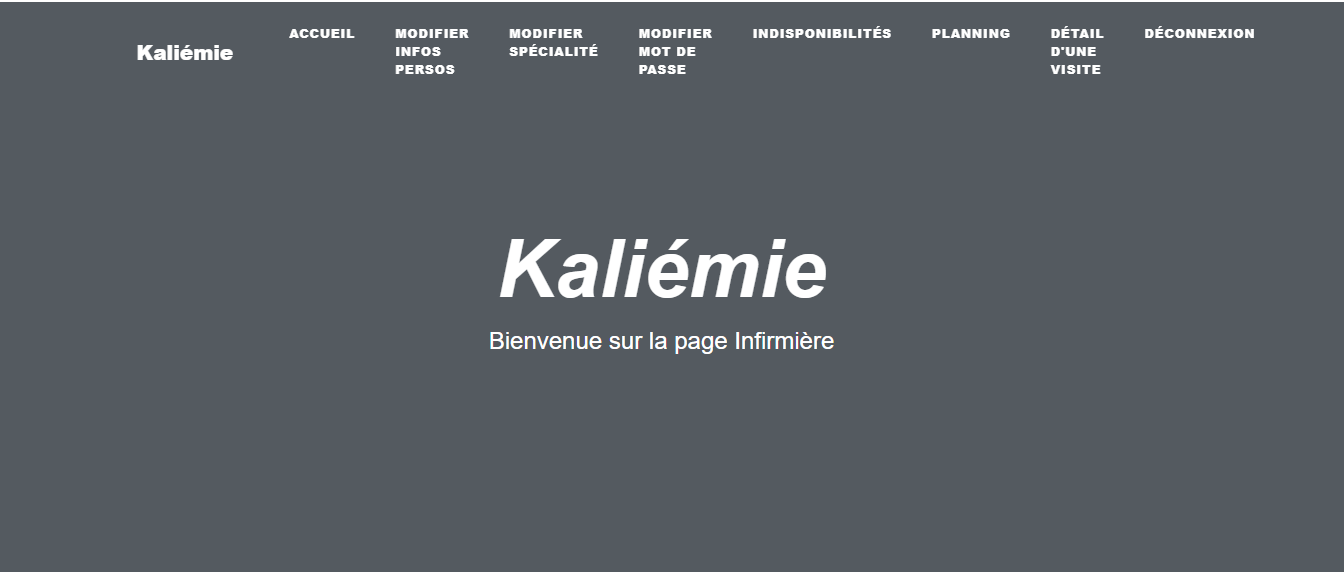 Kaliémie
ACCUEIL
MODIFIER
INFOS
PERSOS
MODIFIER
SPÉCIALITÉ
MODIFIER
MOT DE
PASSE
INDISPONIBILITÉS
PLANNING
DÉTAIL
D'UNE
VISITE
DÉCONNEXION
Kaliémie
Bienvenue sur la page Infirmière